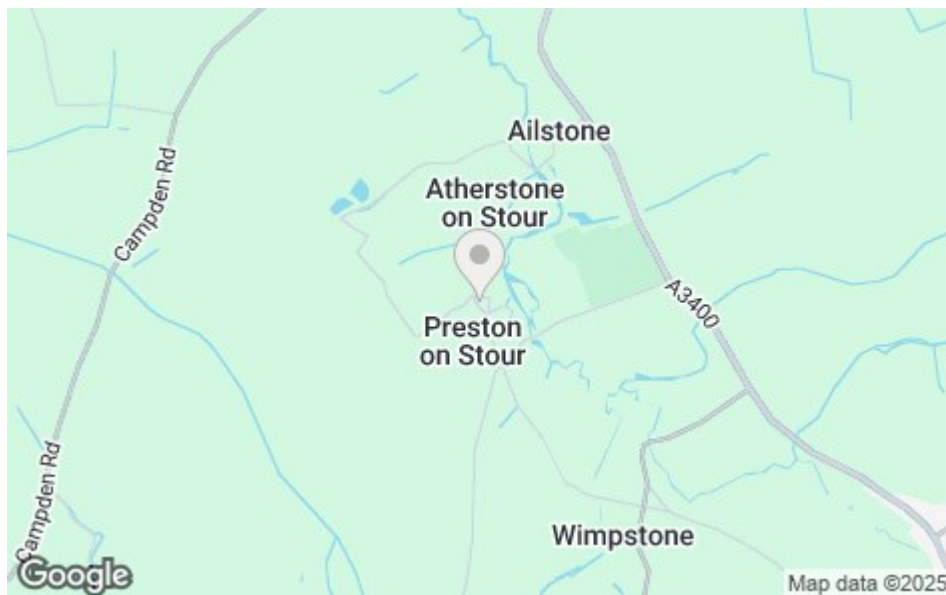 Ailstone
Atherstone
on Stour
Campden Rd
A3400
Preston
on Stour
Campden Rd
Wimpstone
Google
Map data ©2025